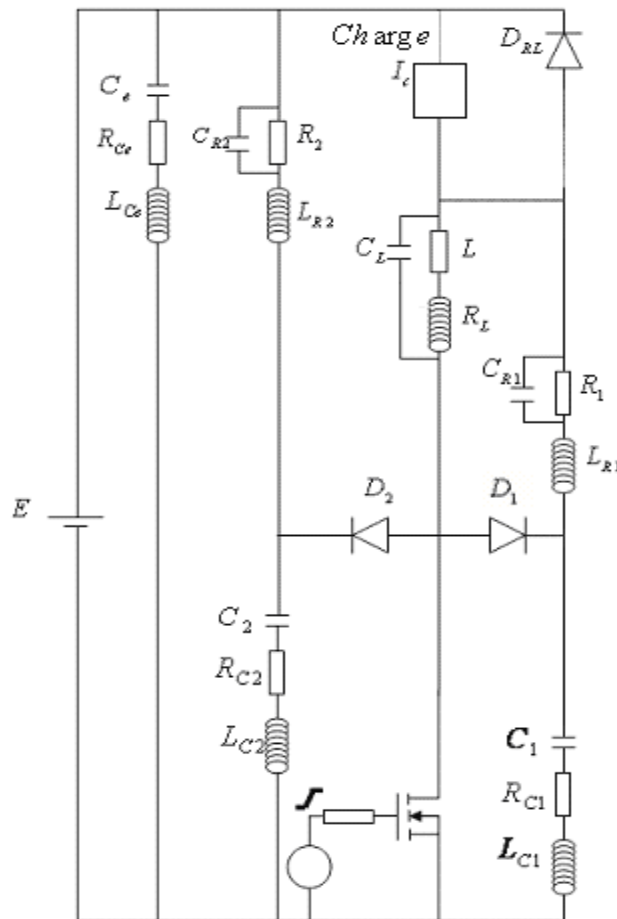 Charge
I_c
D_RL
C_e
R_Ce
L_Ce
C_R2
R_2
L_R2
C_L
L
R_L
C_R1
R_1
L_R1
E
D_2
D_1
C_2
R_C2
L_C2
C_1
R_C1
L_C1